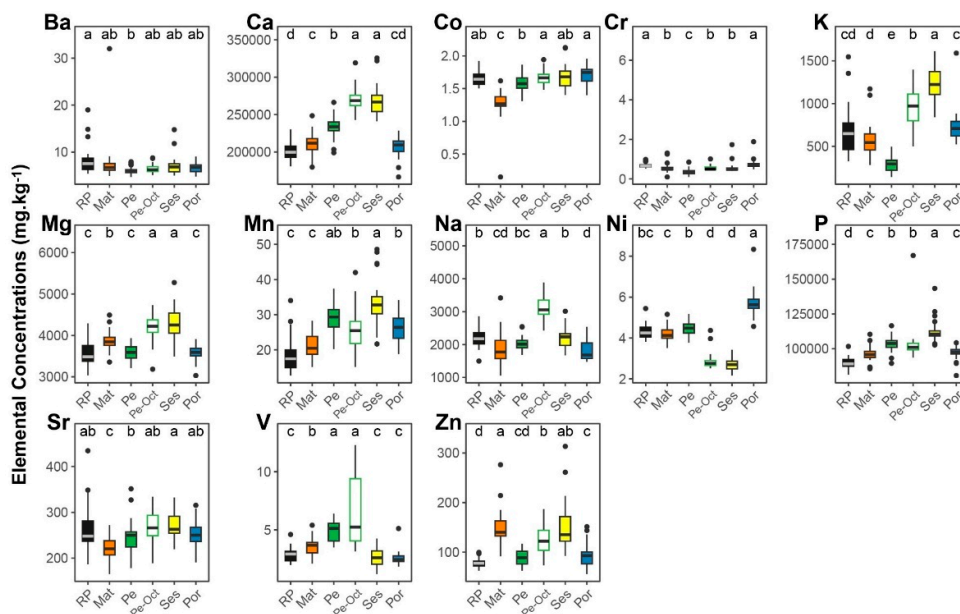 Elemental Concentrations (mg.kg⁻¹)
Ba
a ab b ab ab ab
30
20
10
RP Mat Pe Pe-Oct Ses Por
Ca
d c b a a cd
350000
300000
250000
200000
RP Mat Pe Pe-Oct Ses Por
Co
ab c b a ab a
2.0
1.5
1.0
0.5
RP Mat Pe Pe-Oct Ses Por
Cr
a b c b b a
6
4
2
0
RP Mat Pe Pe-Oct Ses Por
K
cd d e b a c
1500
1000
500
RP Mat Pe Pe-Oct Ses Por
Mg
c b c a a c
6000
5000
4000
3000
RP Mat Pe Pe-Oct Ses Por
Mn
c c ab b a b
50
40
30
20
RP Mat Pe Pe-Oct Ses Por
Na
b cd bc a b d
5000
4000
3000
2000
1000
RP Mat Pe Pe-Oct Ses Por
Ni
bc c b d d a
8
6
4
2
RP Mat Pe Pe-Oct Ses Por
P
d c b b a c
175000
150000
125000
100000
RP Mat Pe Pe-Oct Ses Por
Sr
ab c b ab a ab
400
300
200
RP Mat Pe Pe-Oct Ses Por
V
c b a a c c
10
5
RP Mat Pe Pe-Oct Ses Por
Zn
d a cd b ab c
300
200
100
RP Mat Pe Pe-Oct Ses Por